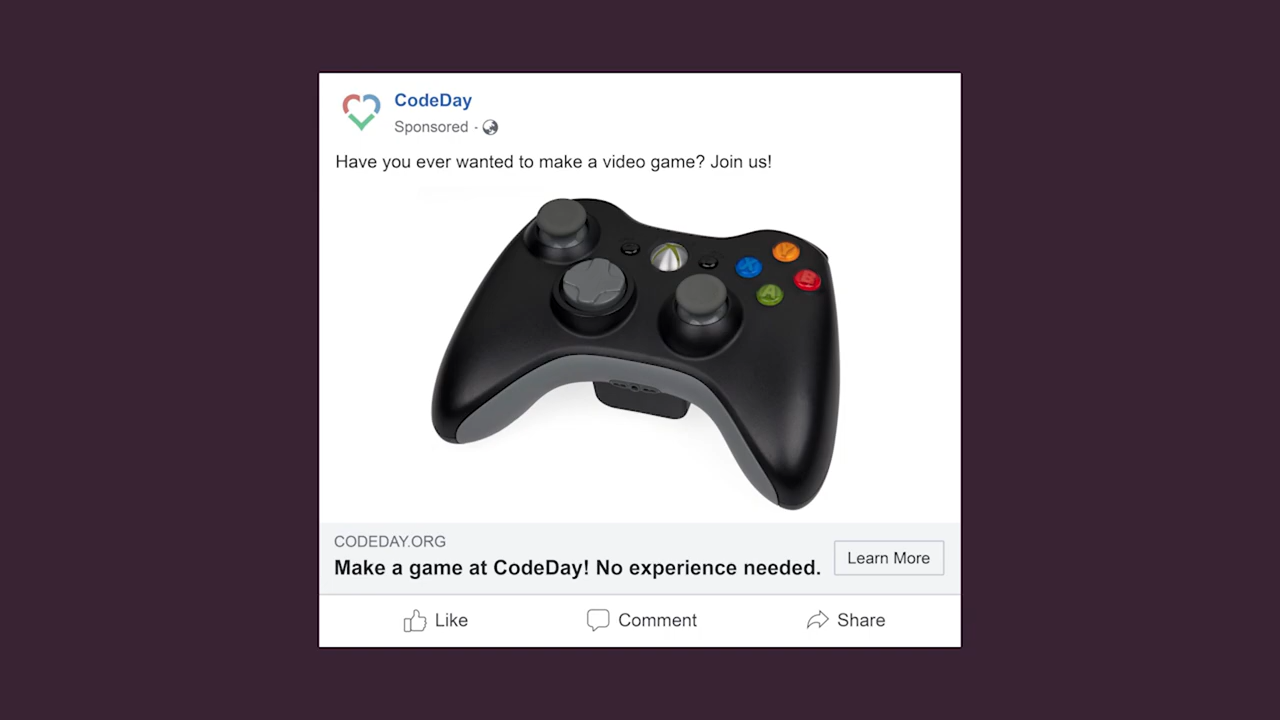 CodeDay
Sponsored ·
Have you ever wanted to make a video game? Join us!
Y
X
B
A
CODEDAY.ORG
Make a game at CodeDay! No experience needed.
Learn More
Like
Comment
Share